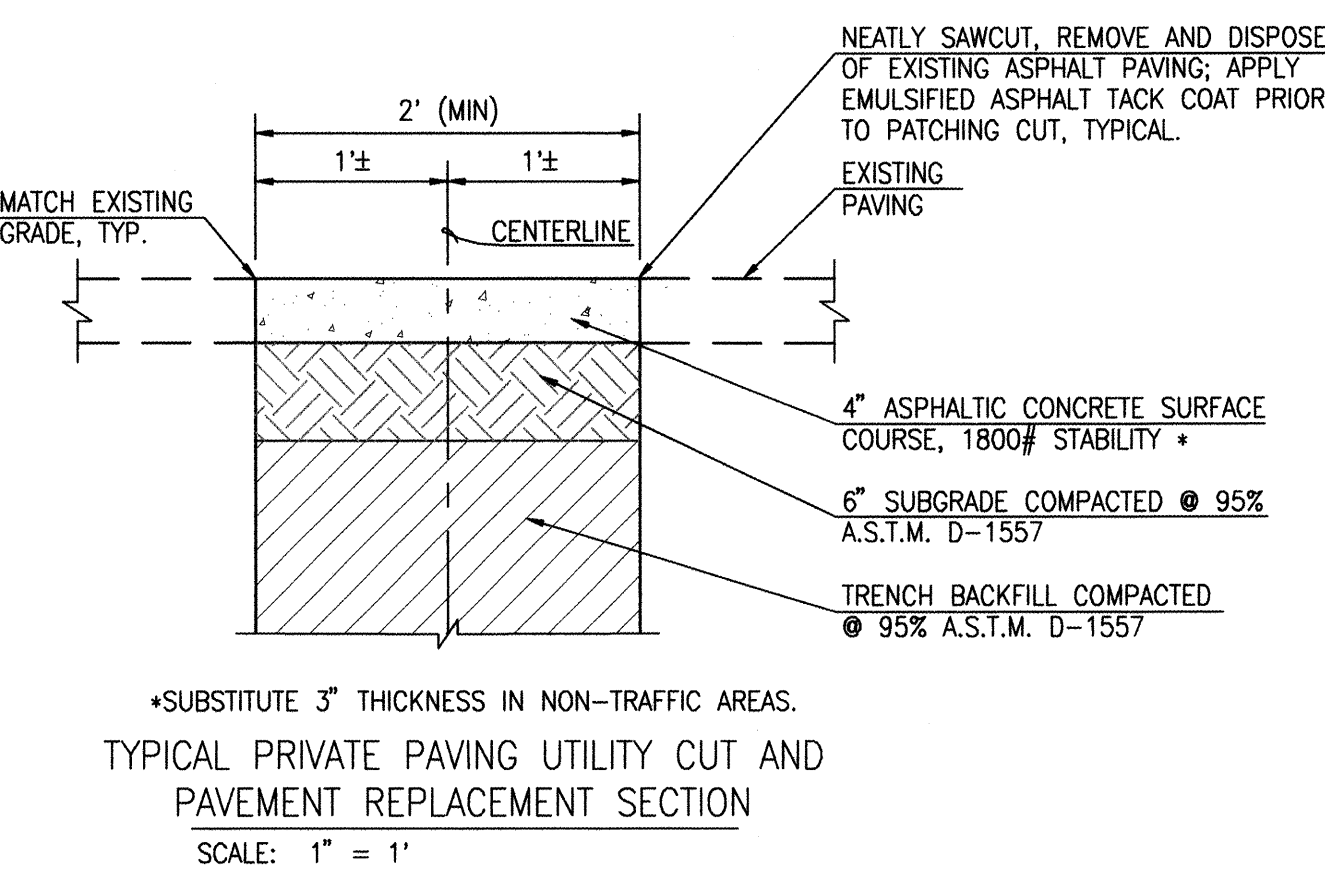 NEATLY SAWCUT, REMOVE AND DISPOSE
OF EXISTING ASPHALT PAVING; APPLY
EMULSIFIED ASPHALT TACK COAT PRIOR
TO PATCHING CUT, TYPICAL.
2' (MIN)
1'±
1'±
EXISTING
PAVING
MATCH EXISTING
GRADE, TYP.
CENTERLINE
4" ASPHALTIC CONCRETE SURFACE
COURSE, 1800# STABILITY *
6" SUBGRADE COMPACTED @ 95%
A.S.T.M. D-1557
TRENCH BACKFILL COMPACTED
@ 95% A.S.T.M. D-1557
*SUBSTITUTE 3" THICKNESS IN NON-TRAFFIC AREAS.
TYPICAL PRIVATE PAVING UTILITY CUT AND
PAVEMENT REPLACEMENT SECTION
SCALE: 1" = 1'